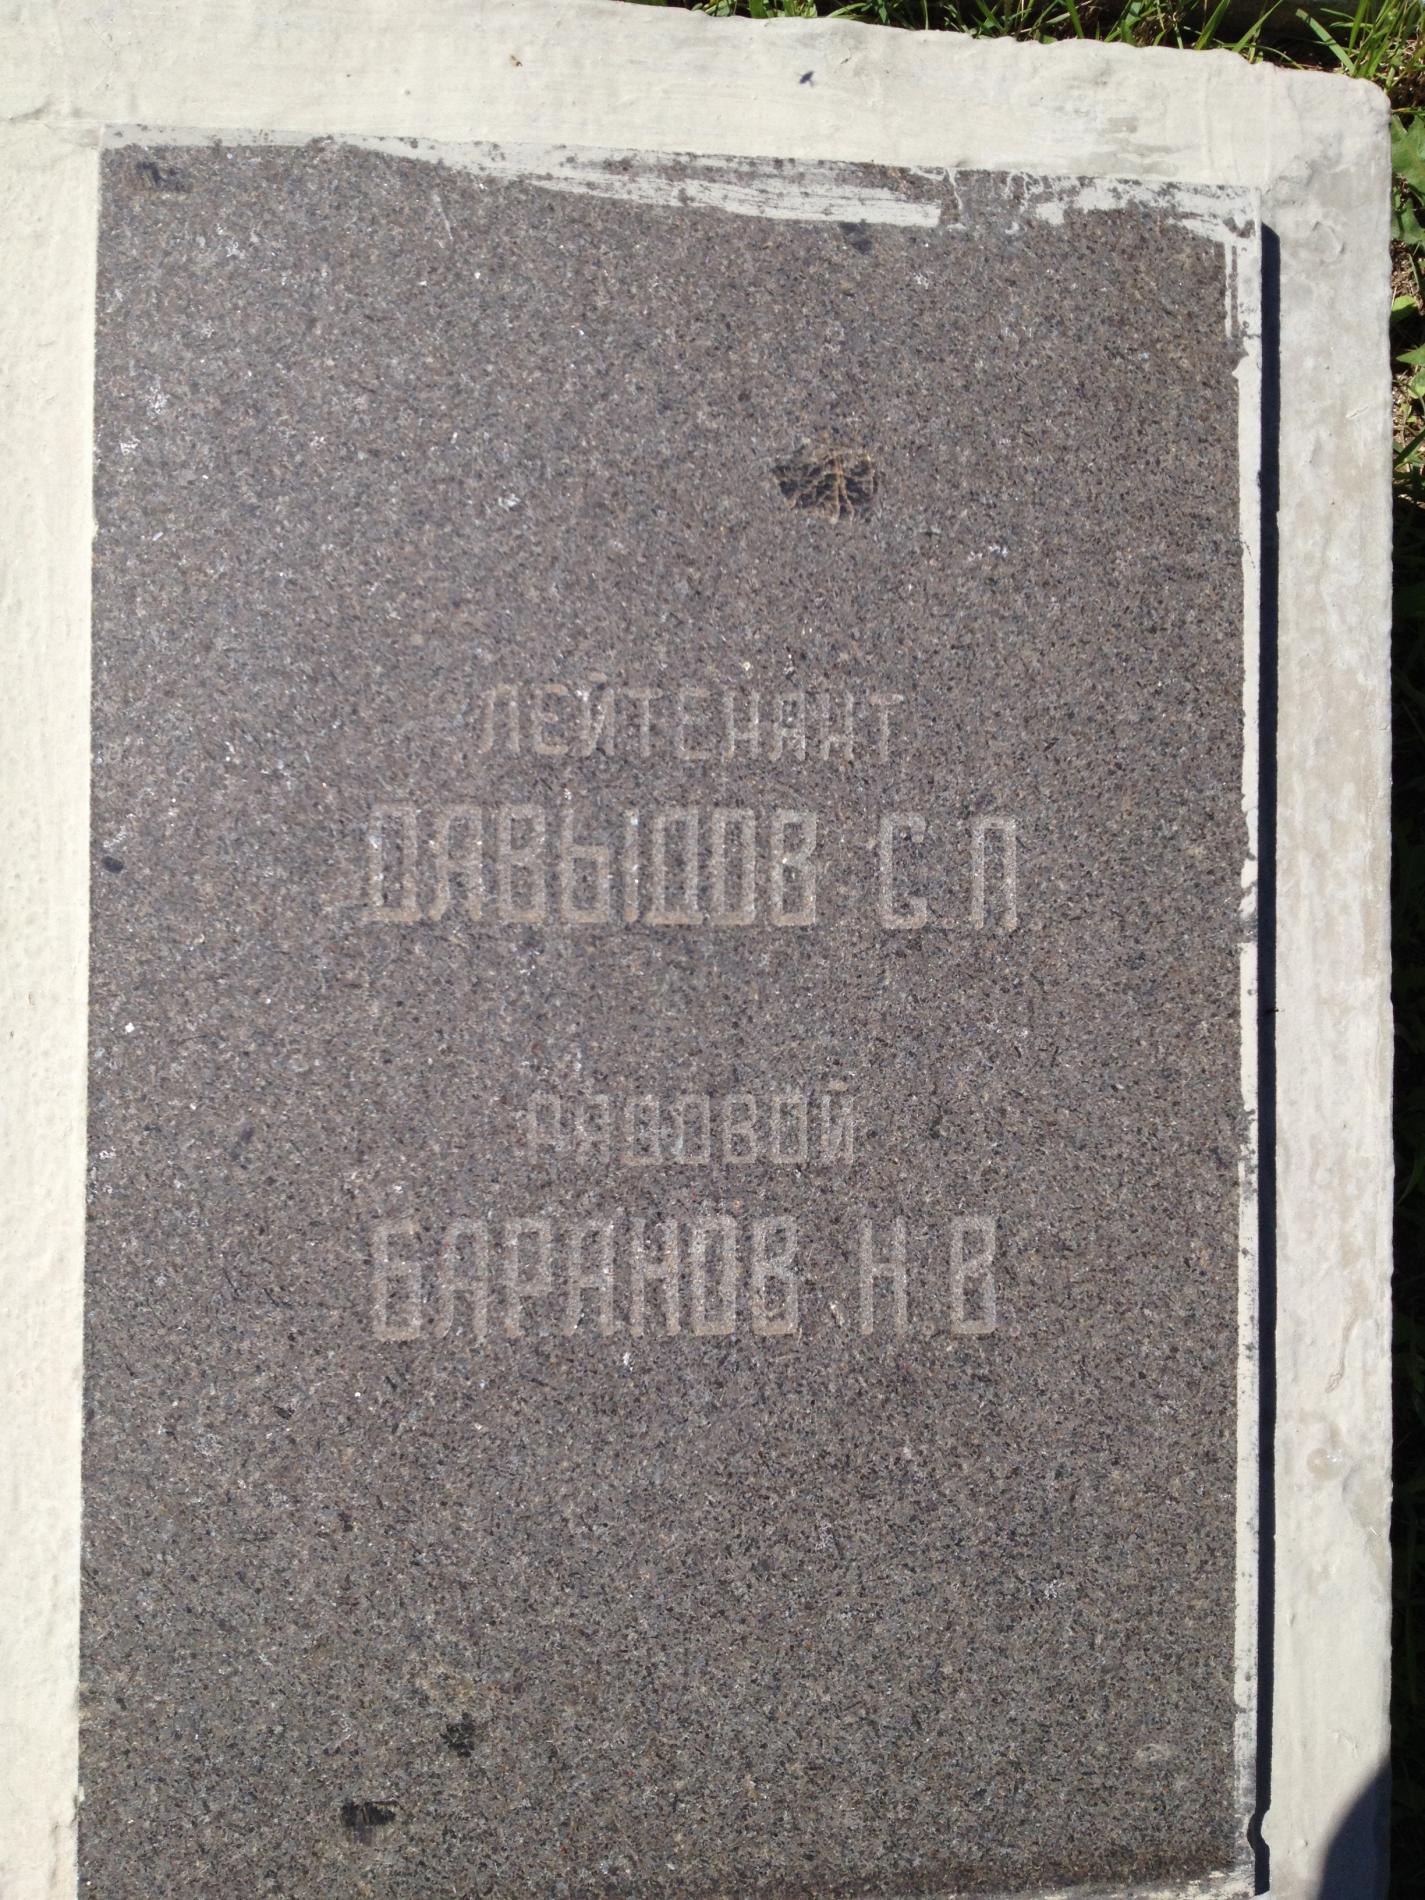 ЛЕЙТЕНАНТ
ДАВЫДОВ С.П
РЯДОВОЙ
БАРАНОВ Н.В.